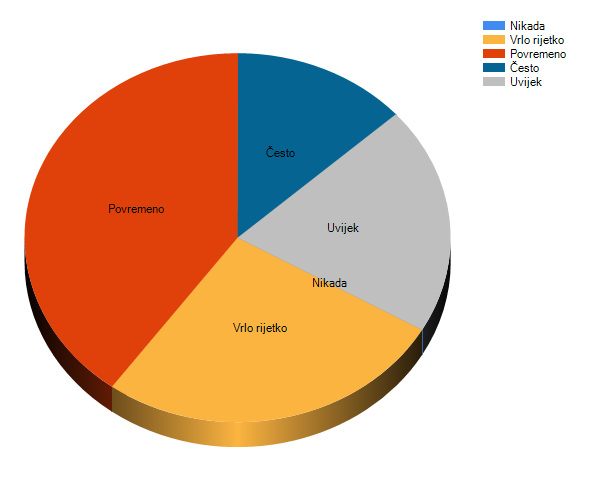 Nikada
Vrlo rijetko
Povremeno
Često
Uvijek
Često
Povremeno
Uvijek
Nikada
Vrlo rijetko